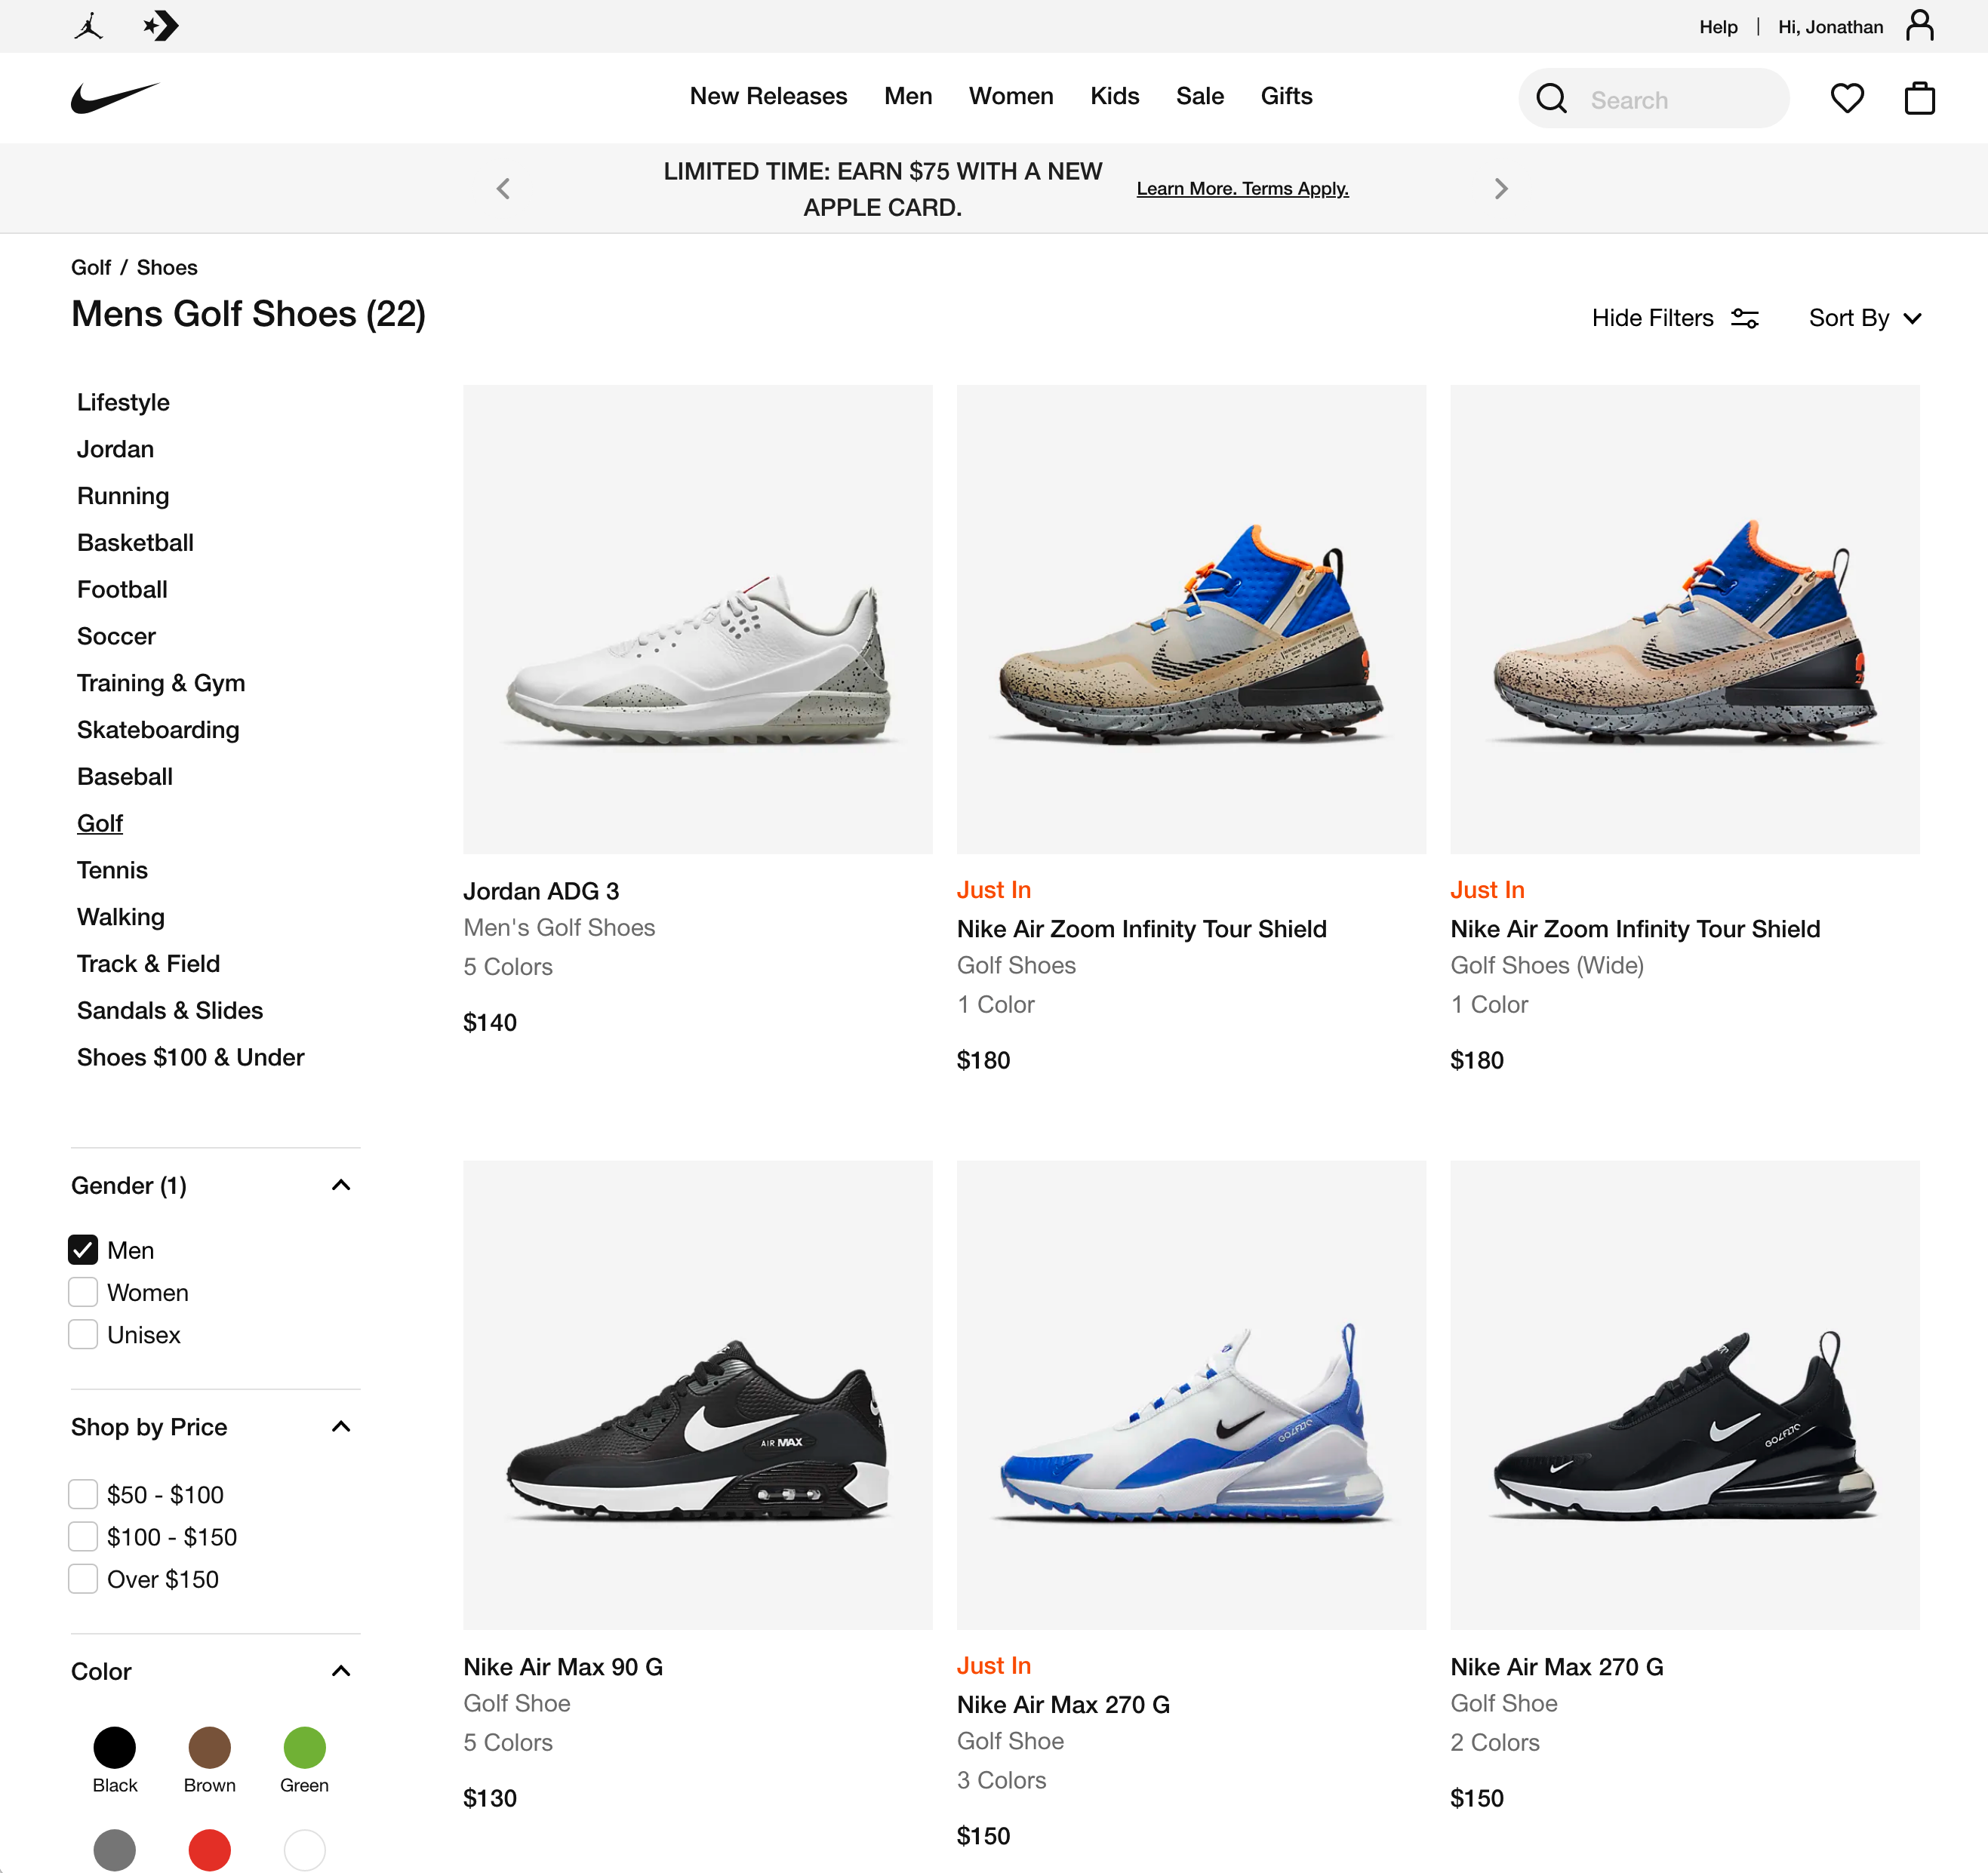 Help | Hi, Jonathan
New Releases Men Women Kids Sale Gifts Search
LIMITED TIME: EARN $75 WITH A NEW
APPLE CARD.
Learn More. Terms Apply.
Golf / Shoes
Mens Golf Shoes (22)
Hide Filters Sort By
Lifestyle
Jordan
Running
Basketball
Football
Soccer
Training & Gym
Skateboarding
Baseball
Golf
Tennis
Walking
Track & Field
Sandals & Slides
Shoes $100 & Under
Gender (1)
Men
Women
Unisex
Shop by Price
$50 - $100
$100 - $150
Over $150
Color
Black Brown Green
Jordan ADG 3
Men's Golf Shoes
5 Colors
$140
Just In
Nike Air Zoom Infinity Tour Shield
Golf Shoes
1 Color
$180
Just In
Nike Air Zoom Infinity Tour Shield
Golf Shoes (Wide)
1 Color
$180
AIR MAX
Nike Air Max 90 G
Golf Shoe
5 Colors
$130
Just In
Nike Air Max 270 G
Golf Shoe
3 Colors
$150
Nike Air Max 270 G
Golf Shoe
2 Colors
$150